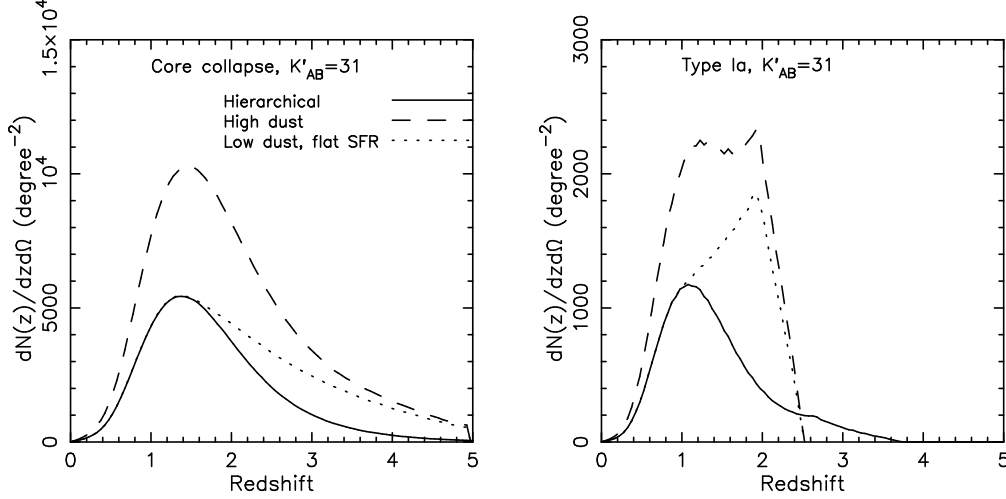 Core collapse, K'AB=31
Hierarchical
High dust
Low dust, flat SFR
dN(z)/dzdΩ (degree⁻²)
0
5000
10⁴
1.5×10⁴
0 1 2 3 4 5
Redshift
Type Ia, K'AB=31
dN(z)/dzdΩ (degree⁻²)
0
1000
2000
3000
0 1 2 3 4 5
Redshift